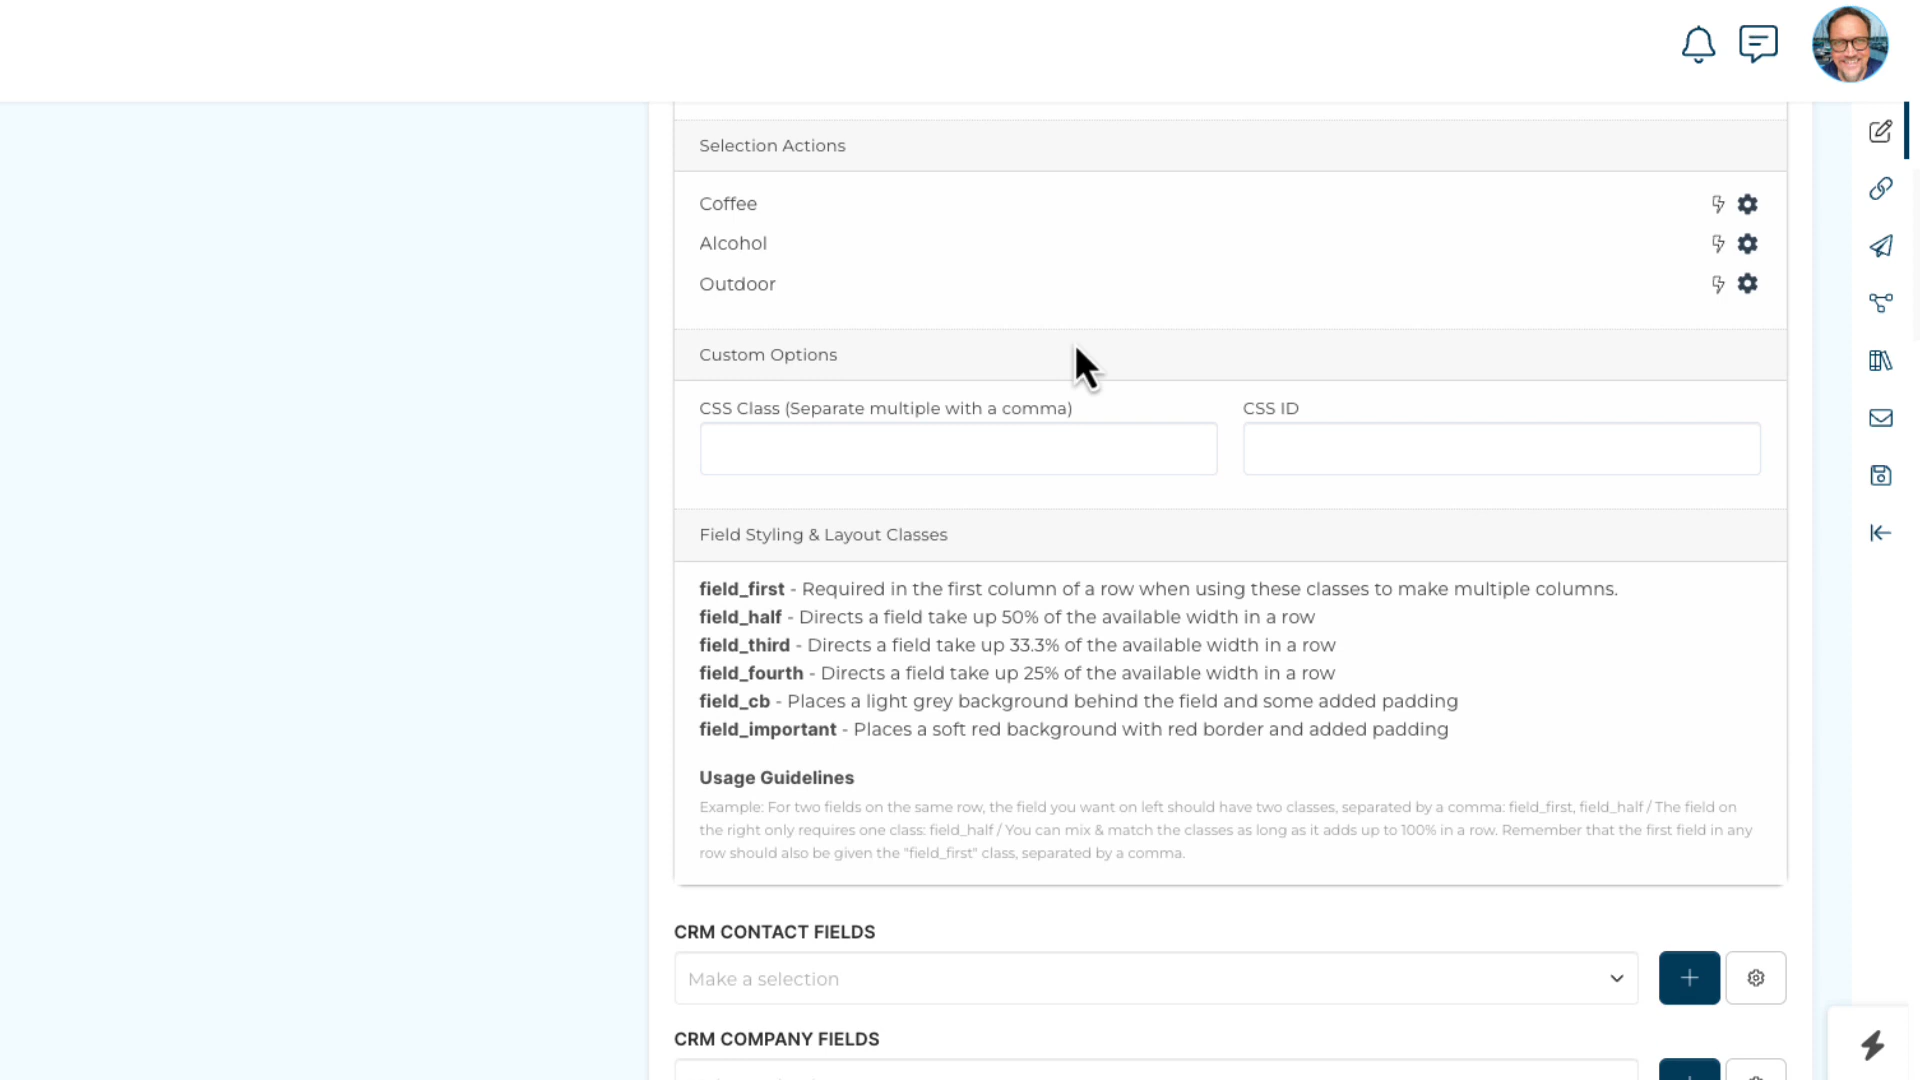 Selection Actions
Coffee
Alcohol
Outdoor
Custom Options
CSS Class (Separate multiple with a comma)
CSS ID
Field Styling & Layout Classes
field_first - Required in the first column of a row when using these classes to make multiple columns.
field_half - Directs a field take up 50% of the available width in a row
field_third - Directs a field take up 33.3% of the available width in a row
field_fourth - Directs a field take up 25% of the available width in a row
field_cb - Places a light grey background behind the field and some added padding
field_important - Places a soft red background with red border and added padding
Usage Guidelines
Example: For two fields on the same row, the field you want on left should have two classes, separated by a comma: field_first, field_half / The field on
the right only requires one class: field_half / You can mix & match the classes as long as it adds up to 100% in a row. Remember that the first field in any
row should also be given the "field_first" class, separated by a comma.
CRM CONTACT FIELDS
Make a selection
CRM COMPANY FIELDS